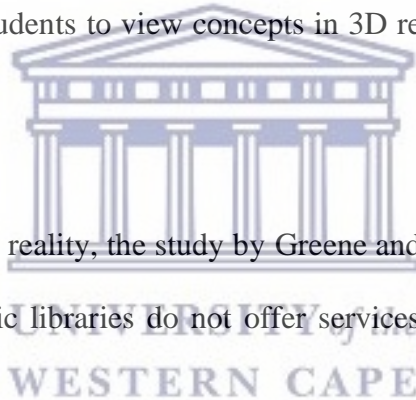 udents to view concepts in 3D re
reality, the study by Greene and
ic libraries do not offer services
UNIVERSITY of the
WESTERN CAPE